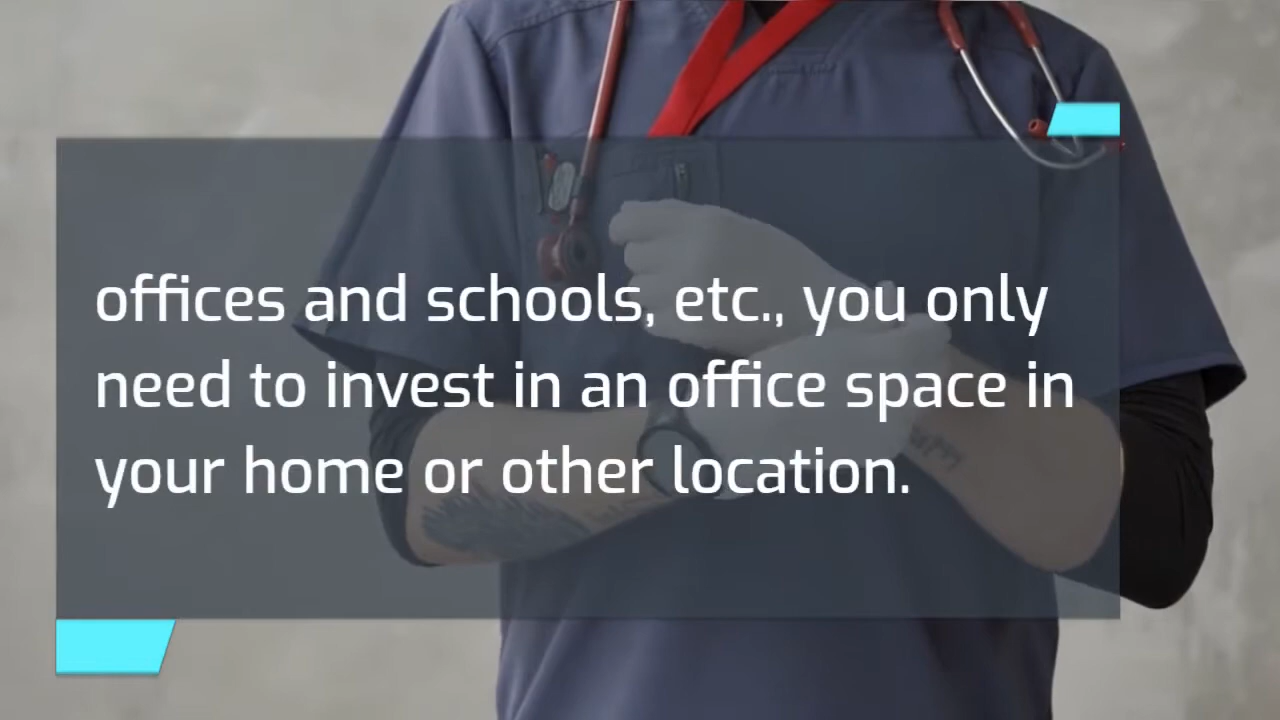 offices and schools, etc., you only
need to invest in an office space in
your home or other location.